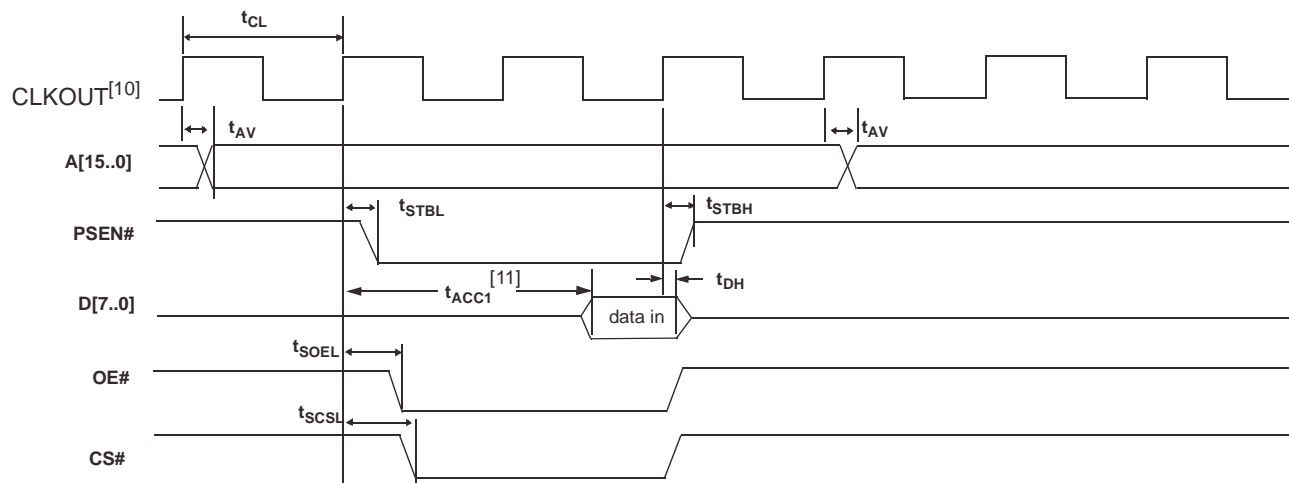 tCL
CLKOUT[10]
tAV
tAV
A[15..0]
tSTBL
tSTBH
PSEN#
[11]
tACC1
tDH
D[7..0]
data in
tSOEL
OE#
tSCSL
CS#